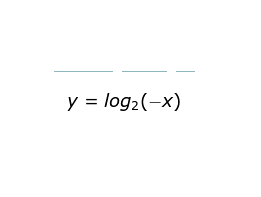 y = log₂(−x)